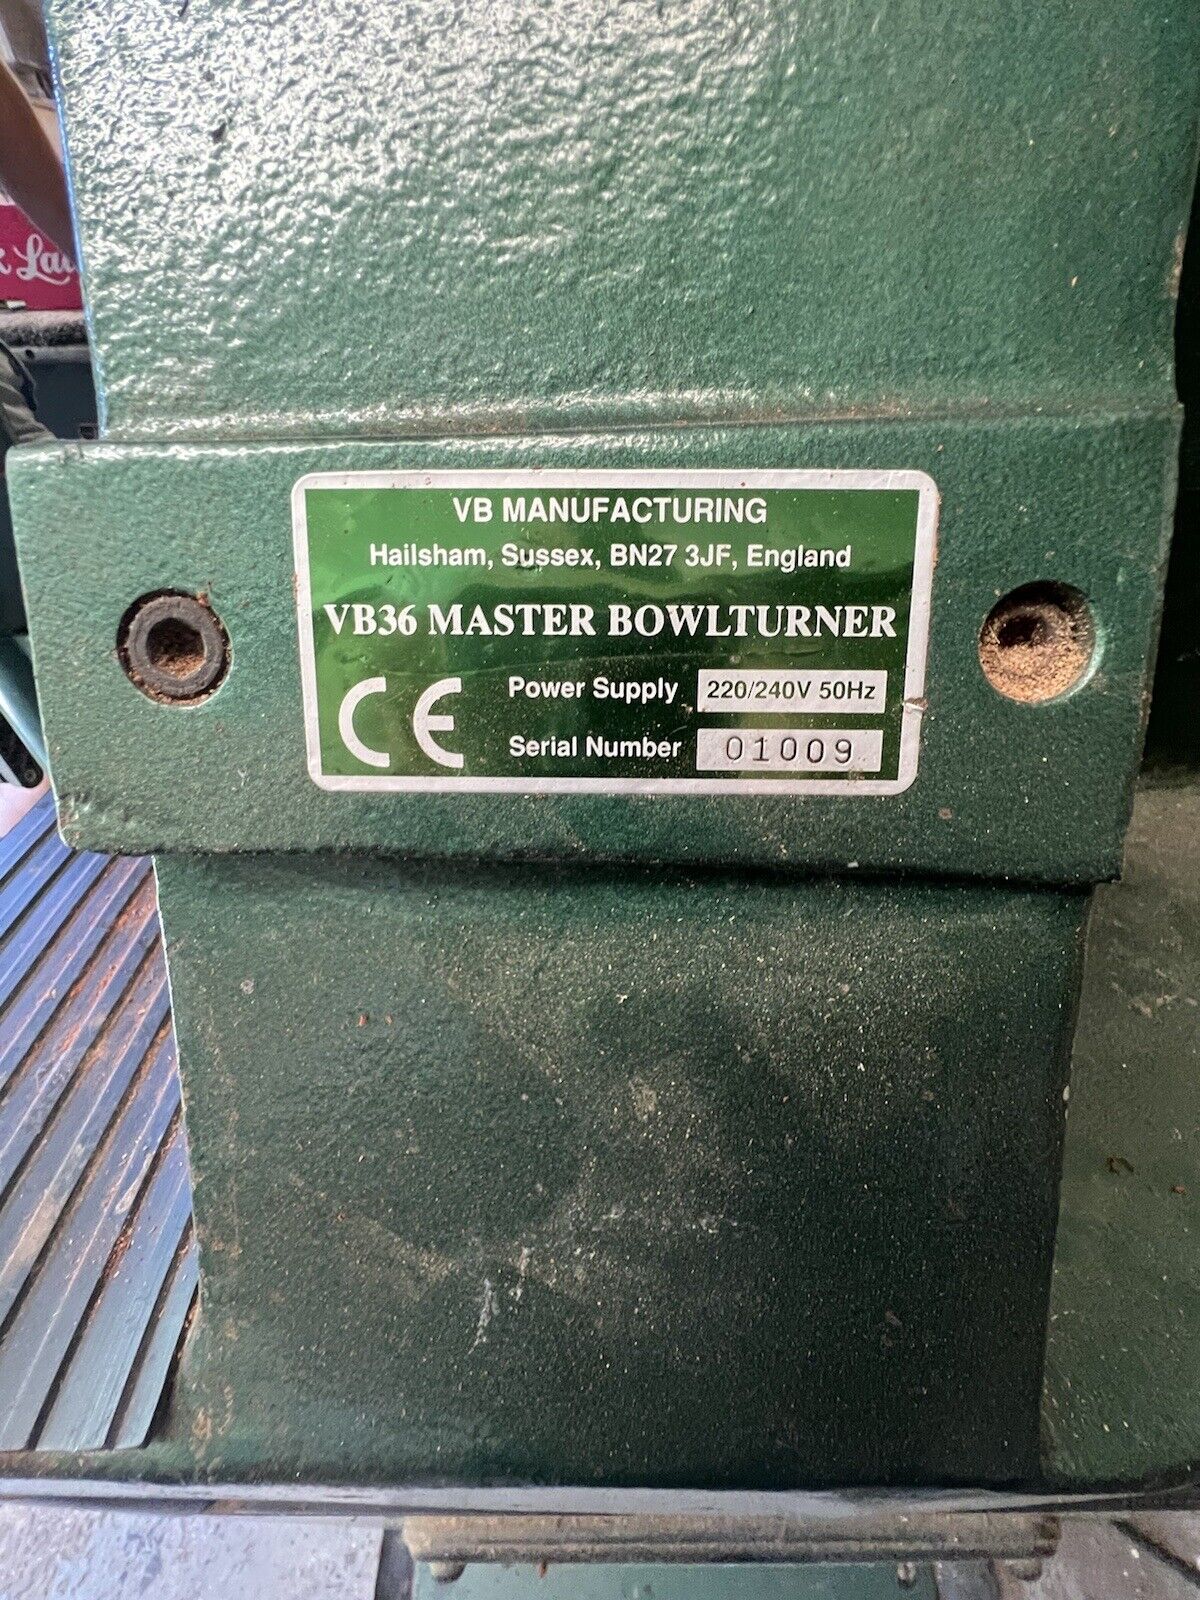 VB MANUFACTURING
Hailsham, Sussex, BN27 3JF, England
VB36 MASTER BOWLTURNER
CE
Power Supply 220/240V 50Hz
Serial Number 01009